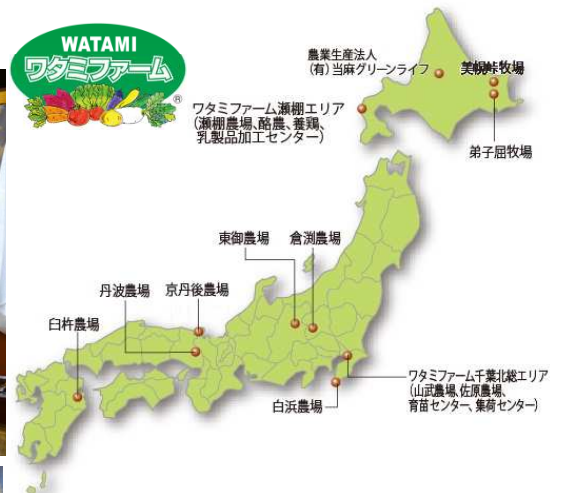 WATAMI
ワタミファーム
®
農業生産法人
(有)当麻グリーンライフ
美幌峠牧場
ワタミファーム瀬棚エリア
(瀬棚農場、酪農、養鶏、
乳製品加工センター)
弟子屈牧場
東御農場
倉渕農場
丹波農場
京丹後農場
臼杵農場
ワタミファーム千葉北総エリア
(山武農場、佐原農場、
育苗センター、集荷センター)
白浜農場